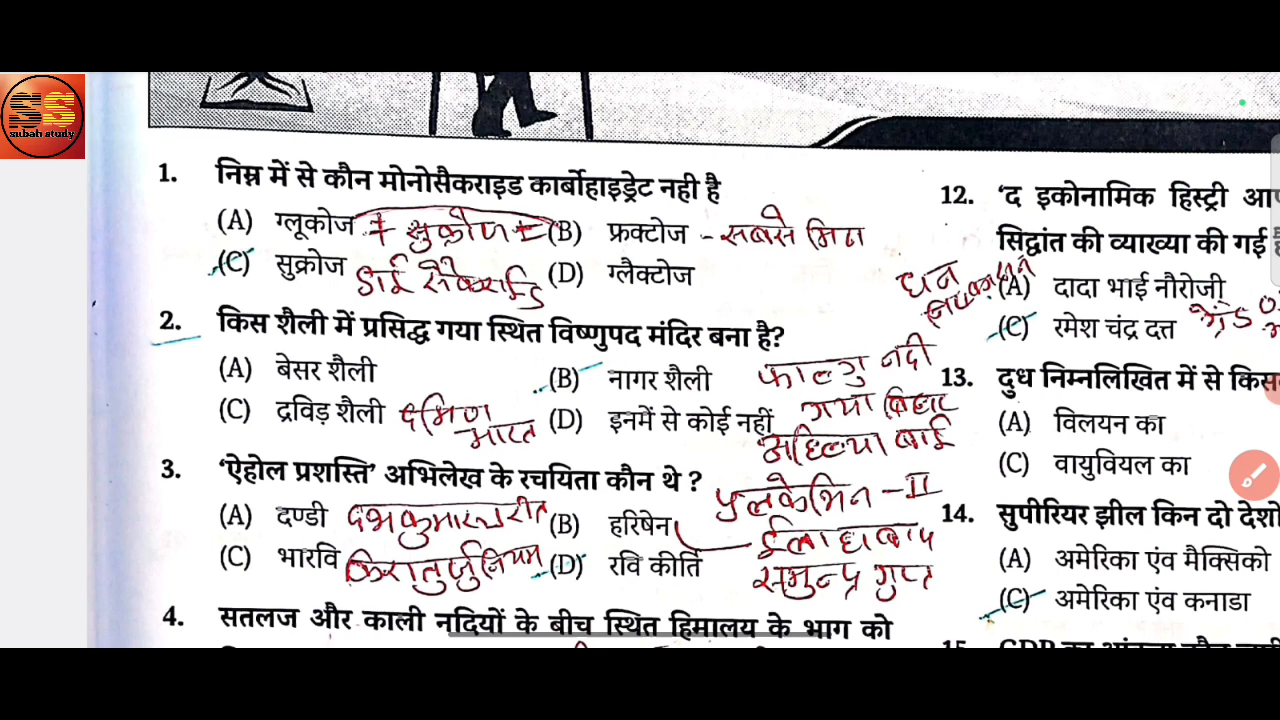 SS
subah study
1. निम्न में से कौन मोनोसैकराइड कार्बोहाइड्रेट नही है
(A) ग्लूकोज + सुक्रोज (B) फ्रक्टोज - सबसे मिठा
(C) सुक्रोज डाई सैकराइड (D) ग्लैक्टोज
2. किस शैली में प्रसिद्ध गया स्थित विष्णुपद मंदिर बना है?
(A) बेसर शैली (B) नागर शैली फाल्गु नदी
(C) द्रविड़ शैली दक्षिण भारत (D) इनमें से कोई नहीं गया बिहार
अहिल्या बाई
3. 'ऐहोल प्रशस्ति' अभिलेख के रचयिता कौन थे ? पुलकेशिन - II
(A) दण्डी दशकुमारचरित (B) हरिषेन इलाहाबाद
(C) भारवि किरातुर्जुनियम (D) रवि कीर्ति समुन्द्र गुप्त
4. सतलज और काली नदियों के बीच स्थित हिमालय के भाग को
12. 'द इकोनामिक हिस्ट्री
सिद्धांत की व्याख्या की गई
धन
(A) दादा भाई नौरोजी
(C) रमेश चंद्र दत्त
13. दुध निम्नलिखित में से
(A) विलयन का
(C) वायुवियल का
14. सुपीरियर झील किन दो
(A) अमेरिका एंव मैक्सिको
(C) अमेरिका एंव कनाडा